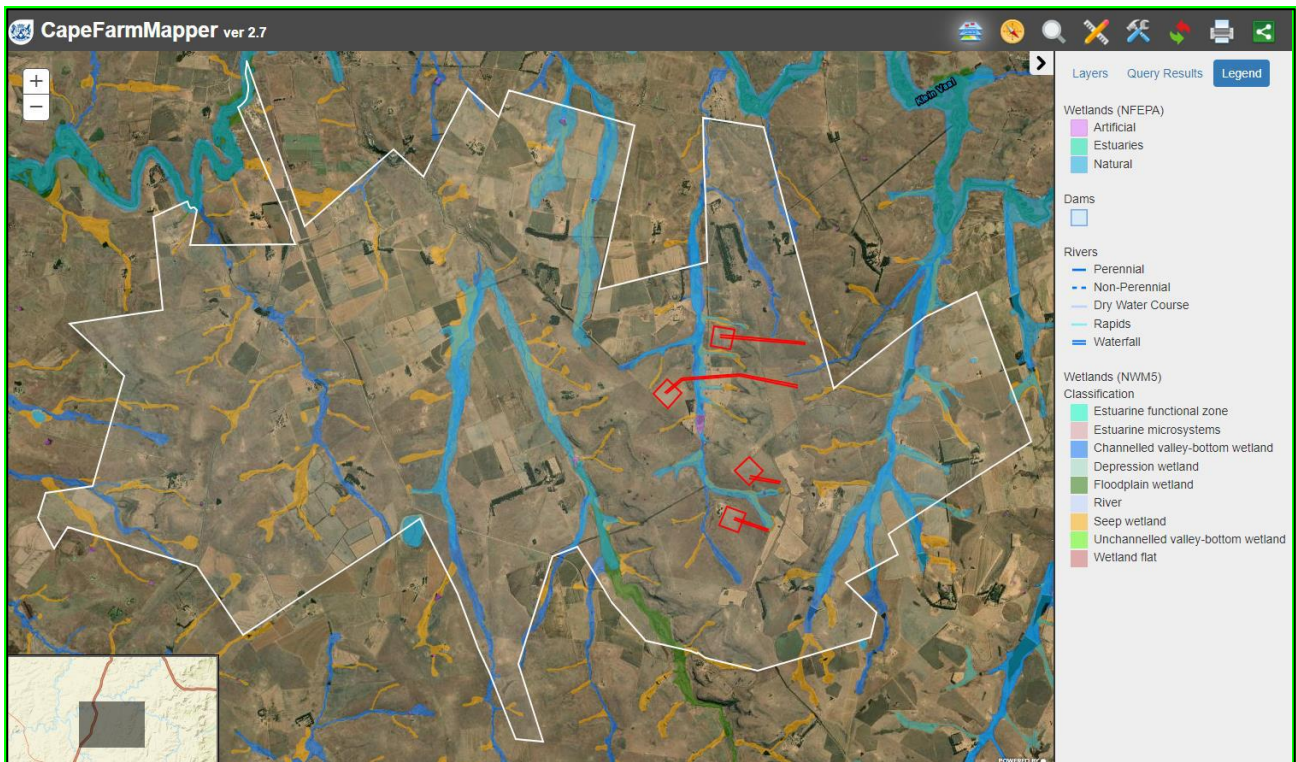 CapeFarmMapper ver 2.7
Layers Query Results Legend
+
−
Klein Vaal
Wetlands (NFEPA)
Artificial
Estuaries
Natural
Dams
Rivers
Perennial
Non-Perennial
Dry Water Course
Rapids
Waterfall
Wetlands (NWM5)
Classification
Estuarine functional zone
Estuarine microsystems
Channelled valley-bottom wetland
Depression wetland
Floodplain wetland
River
Seep wetland
Unchannelled valley-bottom wetland
Wetland flat
POWERED BY